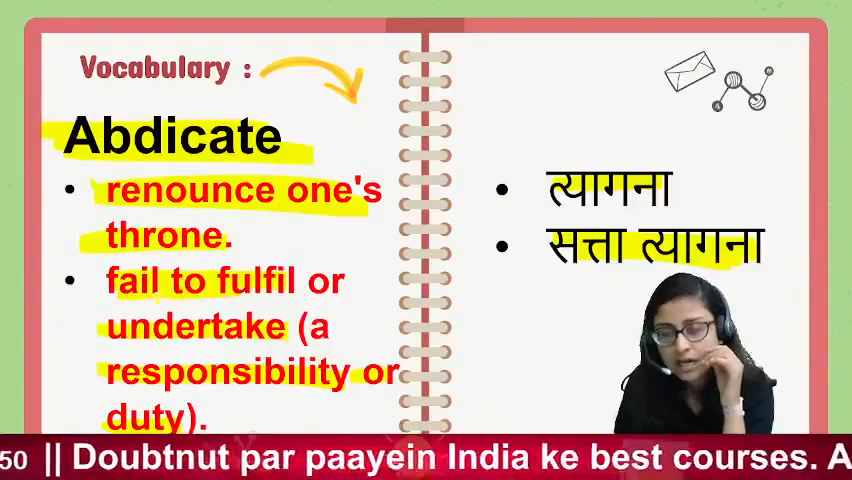 Vocabulary :
Abdicate
• renounce one's
throne.
• fail to fulfil or
undertake (a
responsibility or
duty).
• त्यागना
• सत्ता त्यागना
50 || Doubtnut par paayein India ke best courses. A